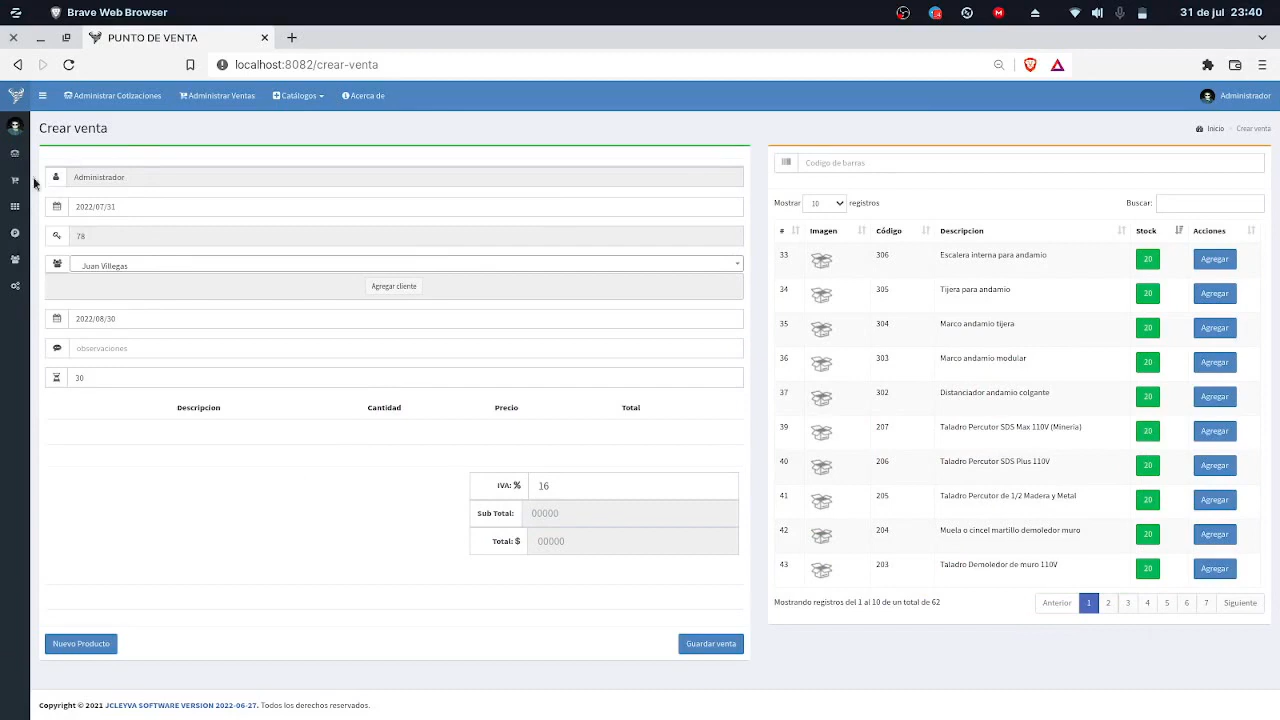 Brave Web Browser
31 de jul 23:40
PUNTO DE VENTA
localhost:8082/crear-venta
Administrar Cotizaciones Administrar Ventas Catálogos Acerca de Administrador
Crear venta
Inicio Crear venta
Administrador
2022/07/31
78
Juan Villegas
Agregar cliente
2022/08/30
observaciones
30
Descripcion Cantidad Precio Total
IVA: % 16
Sub Total: 00000
Total: $ 00000
Nuevo Producto Guardar venta
Codigo de barras
Mostrar 10 registros Buscar:
# Imagen Código Descripcion Stock Acciones
33 306 Escalera interna para andamio 20 Agregar
34 305 Tijera para andamio 20 Agregar
35 304 Marco andamio tijera 20 Agregar
36 303 Marco andamio modular 20 Agregar
37 302 Distanciador andamio colgante 20 Agregar
39 207 Taladro Percutor SDS Max 110V (Mineria) 20 Agregar
40 206 Taladro Percutor SDS Plus 110V 20 Agregar
41 205 Taladro Percutor de 1/2 Madera y Metal 20 Agregar
42 204 Muela o cincel martillo demoledor muro 20 Agregar
43 203 Taladro Demoledor de muro 110V 20 Agregar
Mostrando registros del 1 al 10 de un total de 62
Anterior 1 2 3 4 5 6 7 Siguiente
Copyright © 2021 JCLEYVA SOFTWARE VERSION 2022-06-27. Todos los derechos reservados.